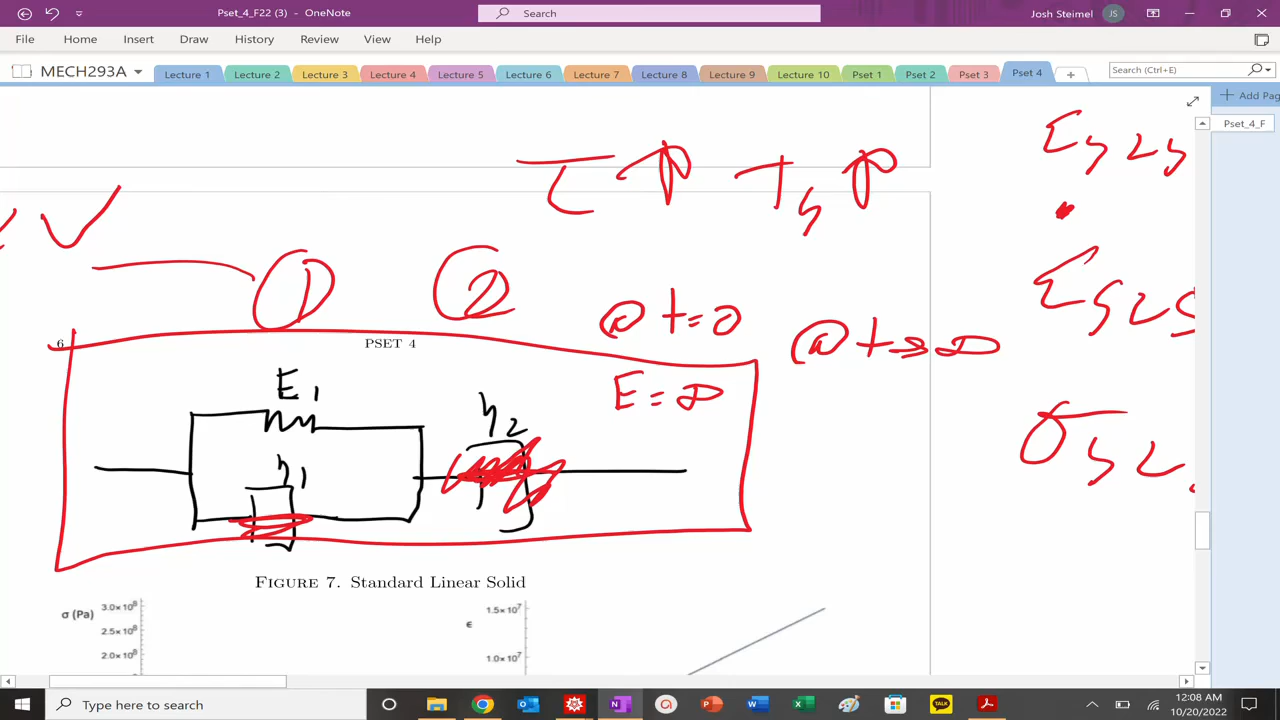 Pset_4_F22 (3) - OneNote
Search
Josh Steimel
JS
File Home Insert Draw History Review View Help
MECH293A
Lecture 1 Lecture 2 Lecture 3 Lecture 4 Lecture 5 Lecture 6 Lecture 7 Lecture 8 Lecture 9 Lecture 10 Pset 1 Pset 2 Pset 3 Pset 4
Search (Ctrl+E)
Add Pag
Pset_4_F
① ②
@ t=0
@ t→∞
6
PSET 4
E1
E = ∞
η2
η1
Figure 7. Standard Linear Solid
σ (Pa)
3.0×10⁸
2.5×10⁸
2.0×10⁸
ϵ
1.5×10⁷
1.0×10⁷
Type here to search
TALK
12:08 AM
10/20/2022